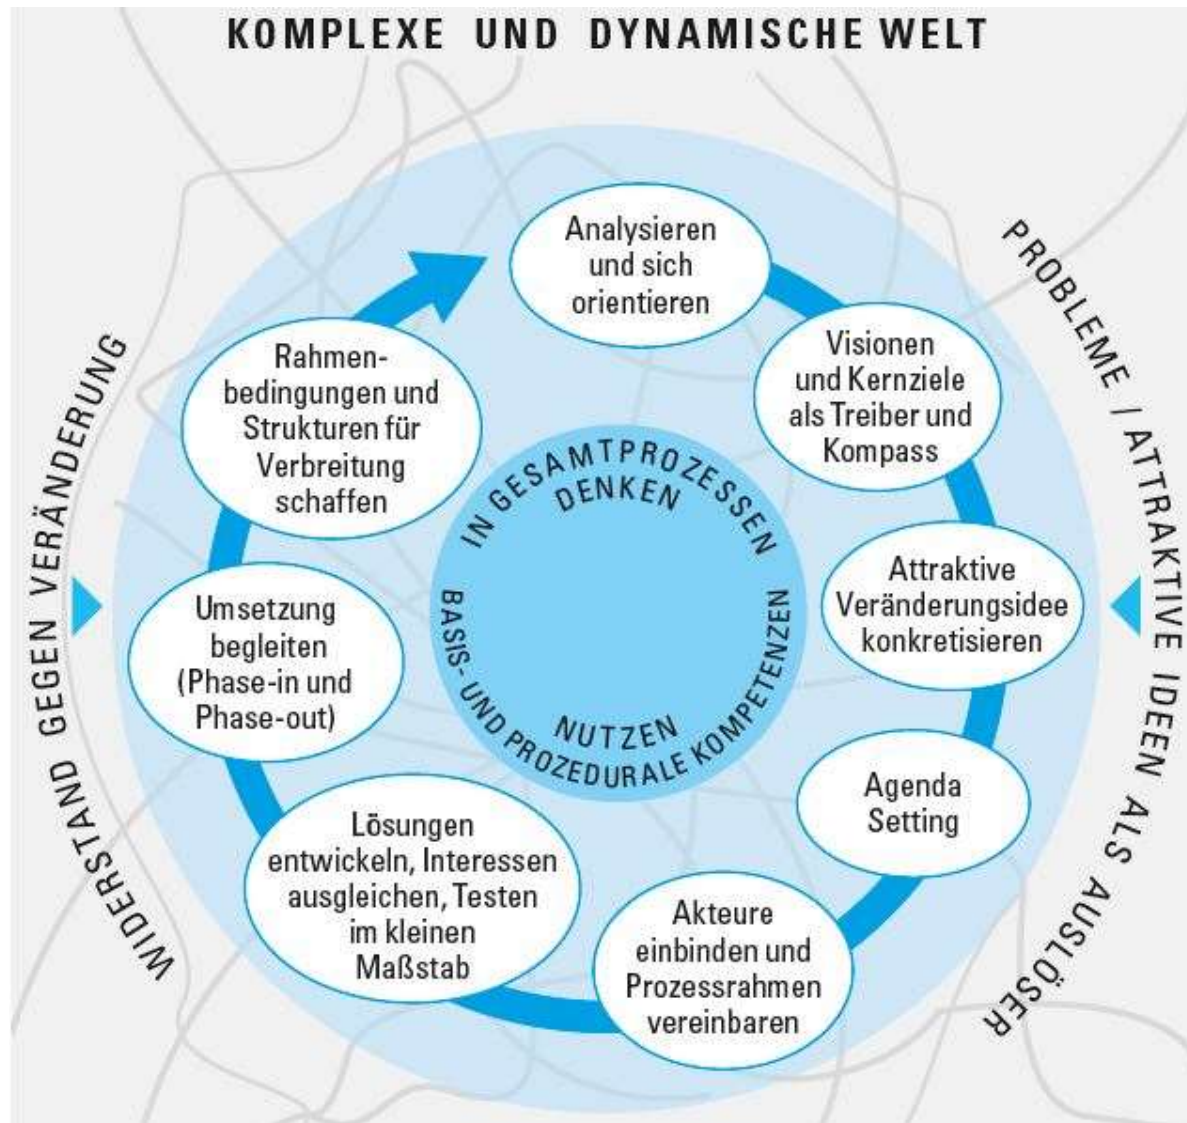 KOMPLEXE UND DYNAMISCHE WELT
Analysieren
und sich
orientieren
Visionen
und Kernziele
als Treiber und
Kompass
Attraktive
Veränderungsidee
konkretisieren
Agenda
Setting
Akteure
einbinden und
Prozessrahmen
vereinbaren
Lösungen
entwickeln, Interessen
ausgleichen, Testen
im kleinen
Maßstab
Umsetzung
begleiten
(Phase-in und
Phase-out)
Rahmen-
bedingungen und
Strukturen für
Verbreitung
schaffen
IN GESAMTPROZESSEN
DENKEN
BASIS- UND PROZEDURALE KOMPETENZEN
NUTZEN
WIDERSTAND GEGEN VERÄNDERUNG
PROBLEME / ATTRAKTIVE IDEEN ALS AUSLÖSER